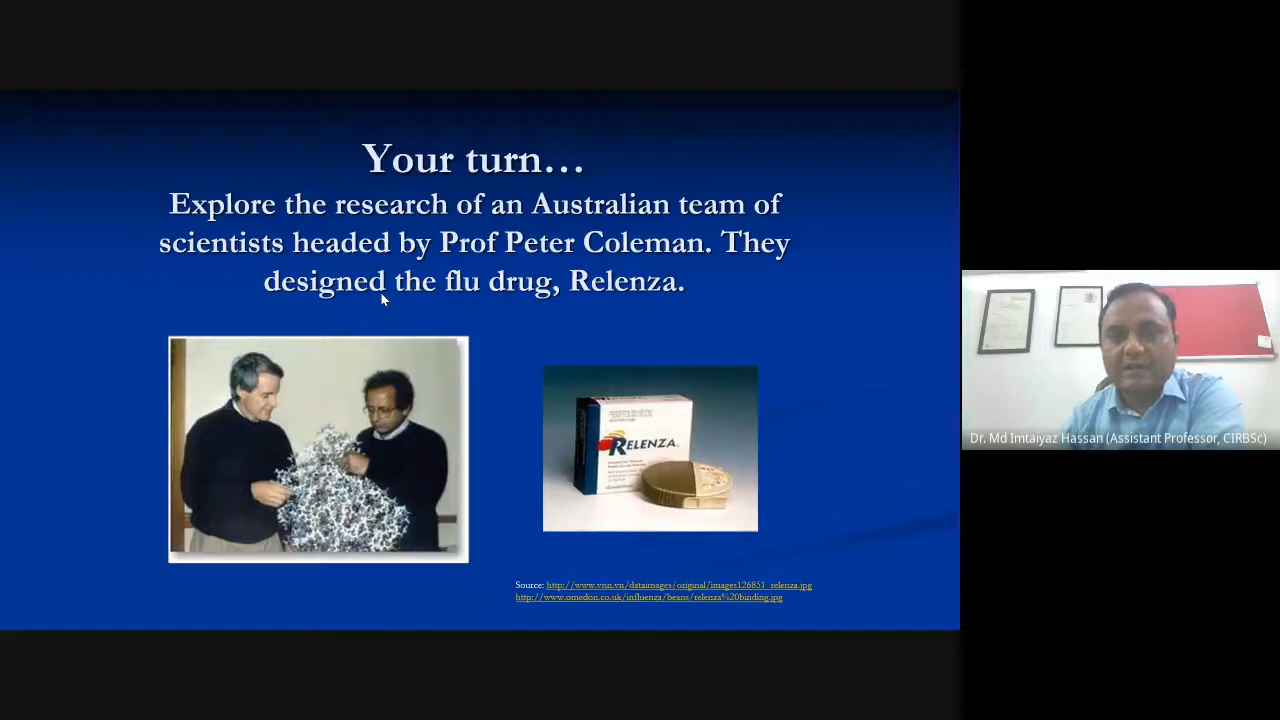 Your turn…
Explore the research of an Australian team of
scientists headed by Prof Peter Coleman. They
designed the flu drug, Relenza.
RELENZA
Source: http://www.vnn.vn/dataimages/original/images126851_relenza.jpg
http://www.omedon.co.uk/influenza/beans/relenza%20binding.jpg
Dr. Md Imtaiyaz Hassan (Assistant Professor, CIRBSc)